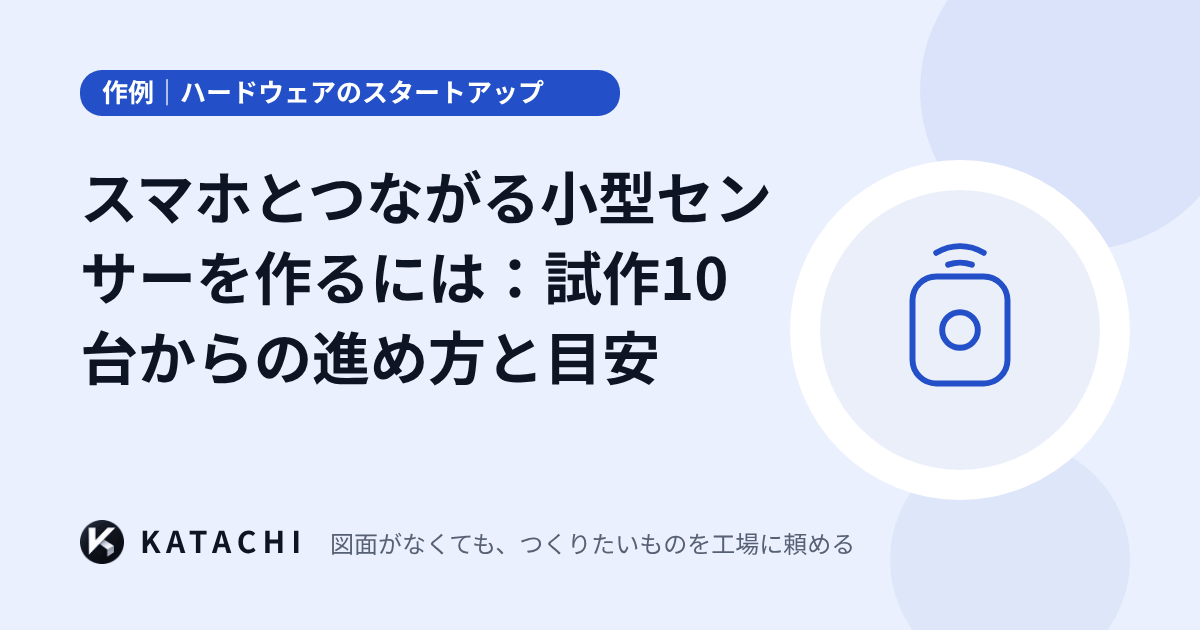 作例｜ハードウェアのスタートアップ
スマホとつながる小型セン
サーを作るには：試作10
台からの進め方と目安
KATACHI 図面がなくても、つくりたいものを工場に頼める